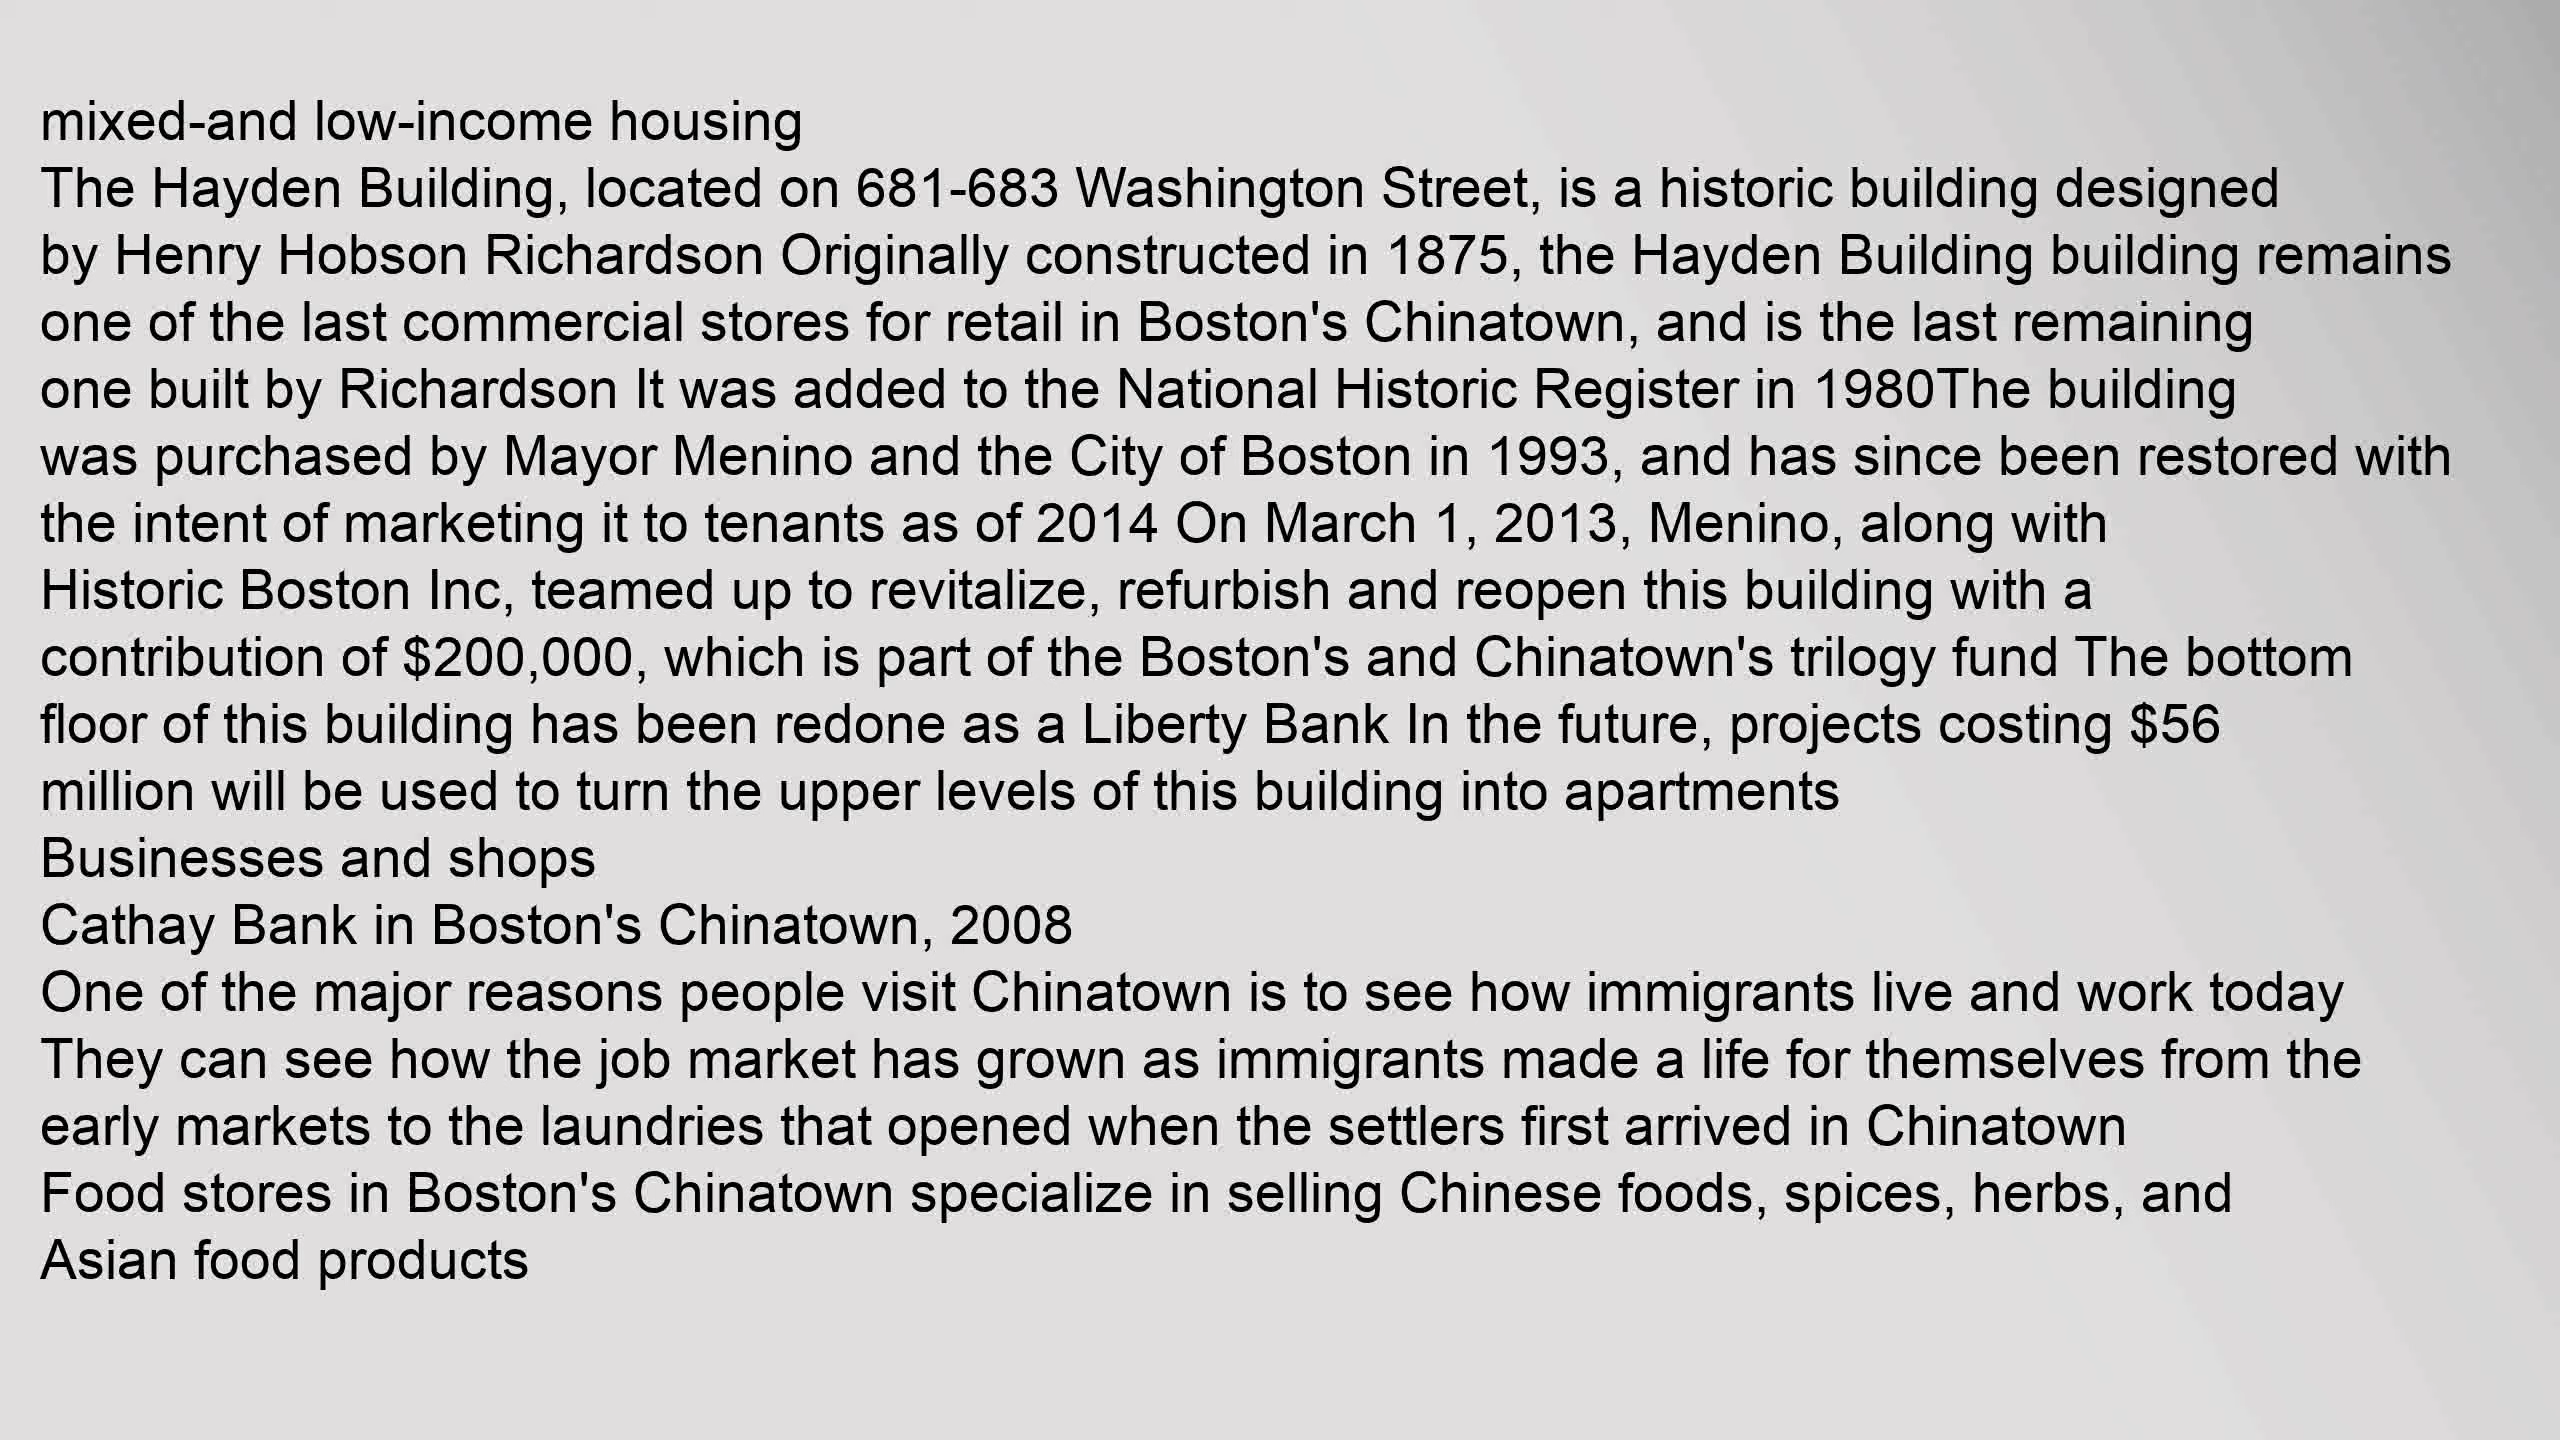 mixed-and low-income housing
The Hayden Building, located on 681-683 Washington Street, is a historic building designed
by Henry Hobson Richardson Originally constructed in 1875, the Hayden Building building remains
one of the last commercial stores for retail in Boston's Chinatown, and is the last remaining
one built by Richardson It was added to the National Historic Register in 1980The building
was purchased by Mayor Menino and the City of Boston in 1993, and has since been restored with
the intent of marketing it to tenants as of 2014 On March 1, 2013, Menino, along with
Historic Boston Inc, teamed up to revitalize, refurbish and reopen this building with a
contribution of $200,000, which is part of the Boston's and Chinatown's trilogy fund The bottom
floor of this building has been redone as a Liberty Bank In the future, projects costing $56
million will be used to turn the upper levels of this building into apartments
Businesses and shops
Cathay Bank in Boston's Chinatown, 2008
One of the major reasons people visit Chinatown is to see how immigrants live and work today
They can see how the job market has grown as immigrants made a life for themselves from the
early markets to the laundries that opened when the settlers first arrived in Chinatown
Food stores in Boston's Chinatown specialize in selling Chinese foods, spices, herbs, and
Asian food products